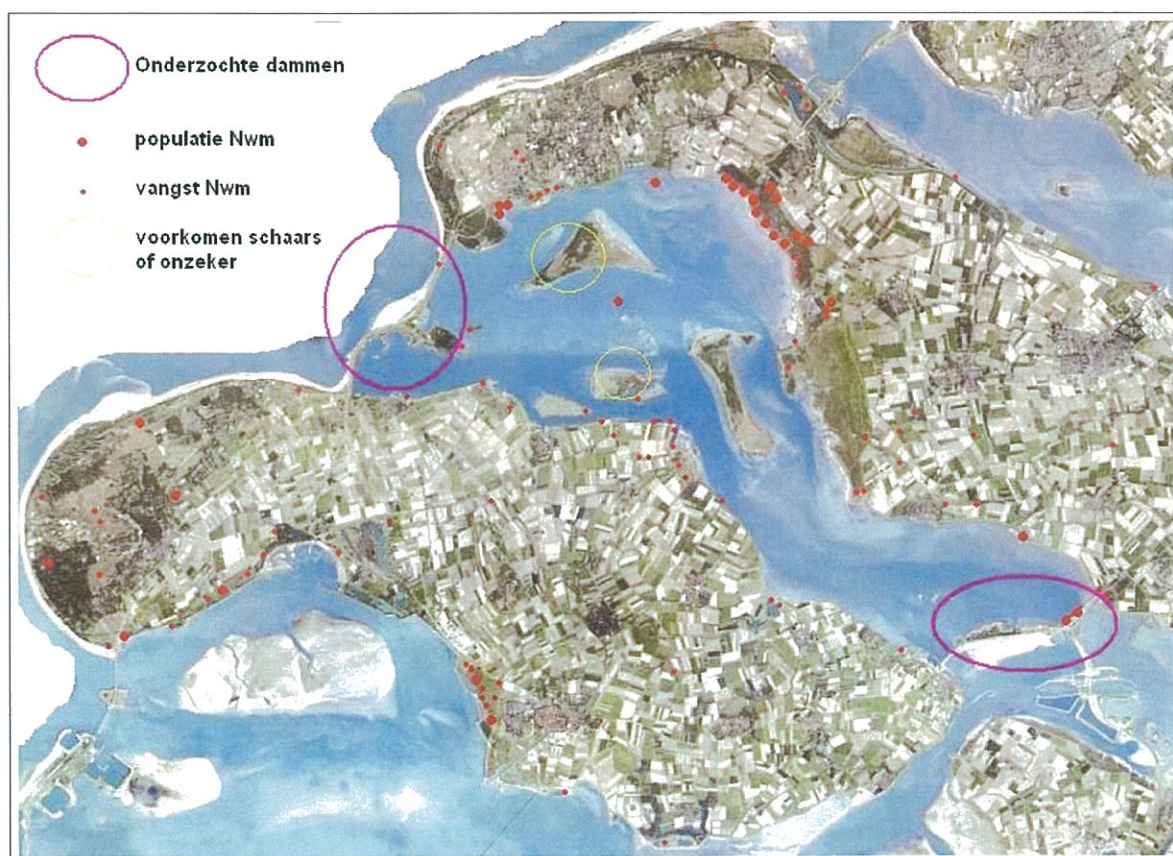 Onderzochte dammen
populatie Nwm
vangst Nwm
voorkomen schaars
of onzeker